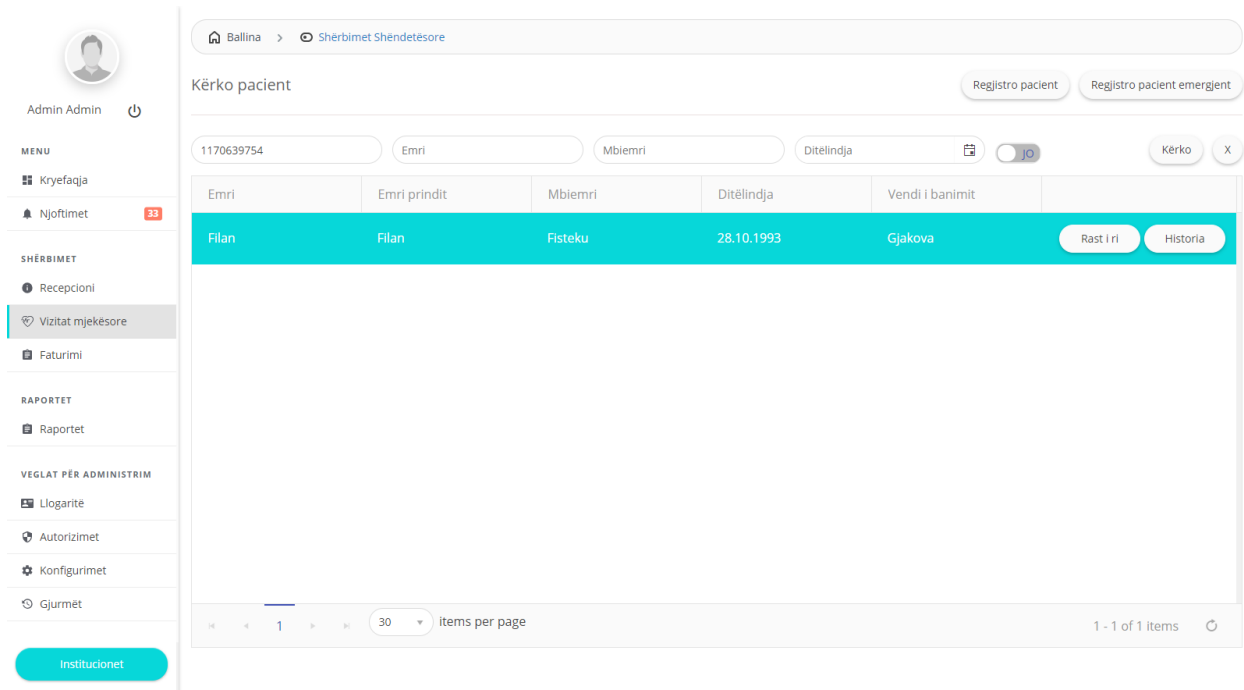 Admin Admin
MENU
Kryefaqja
Njoftimet 33
SHËRBIMET
Recepcioni
Vizitat mjekësore
Faturimi
RAPORTET
Raportet
VEGLAT PËR ADMINISTRIM
Llogaritë
Autorizimet
Konfigurimet
Gjurmët
Institucionet
Ballina > Shërbimet Shëndetësore
Kërko pacient Regjistro pacient Regjistro pacient emergjent
1170639754 Emri Mbiemri Ditëlindja JO Kërko X
Emri Emri prindit Mbiemri Ditëlindja Vendi i banimit
Filan Filan Fisteku 28.10.1993 Gjakova Rast i ri Historia
1 30 items per page 1 - 1 of 1 items